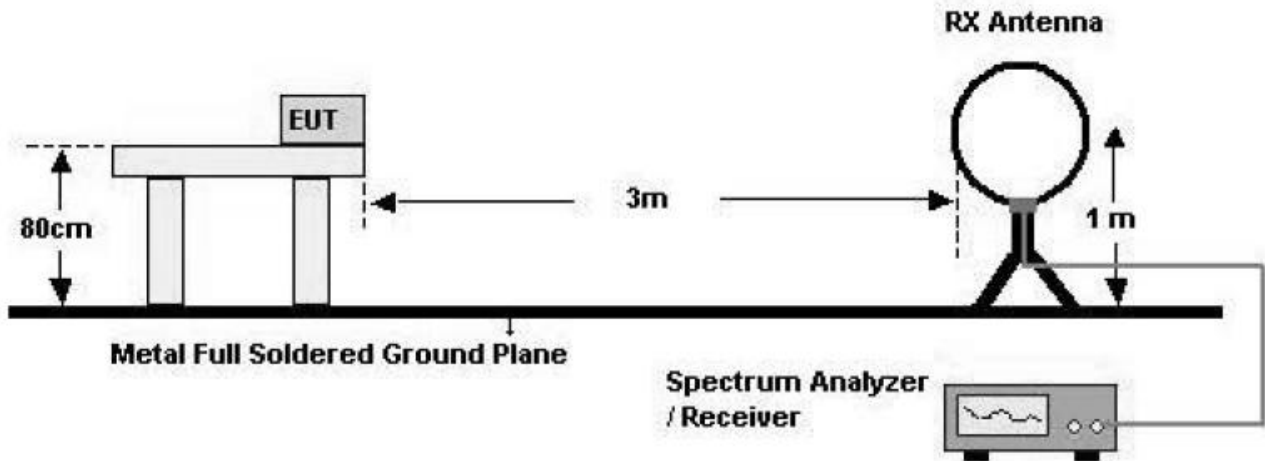 RX Antenna
EUT
80cm
3m
1 m
Metal Full Soldered Ground Plane
Spectrum Analyzer
/ Receiver